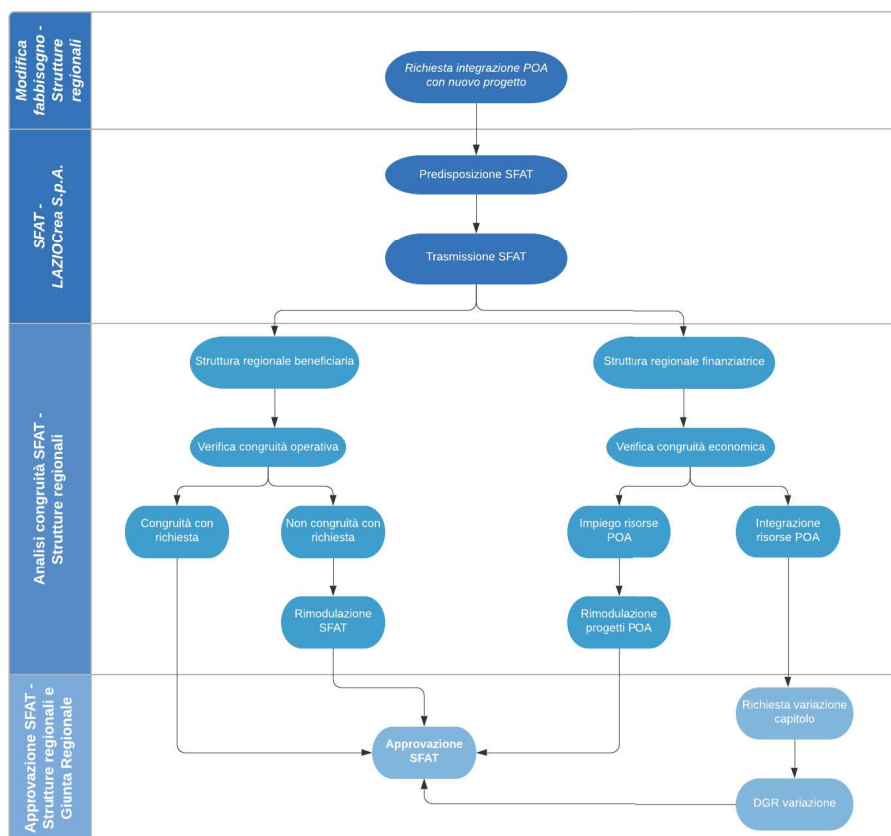 Modifica
fabbisogno -
Strutture
regionali
Richiesta integrazione POA
con nuovo progetto
SFAT -
LAZIOCrea S.p.A.
Predisposizione SFAT
Trasmissione SFAT
Analisi congruità SFAT -
Strutture regionali
Struttura regionale beneficiaria
Struttura regionale finanziatrice
Verifica congruità operativa
Verifica congruità economica
Congruità con
richiesta
Non congruità con
richiesta
Impiego risorse
POA
Integrazione
risorse POA
Rimodulazione
SFAT
Rimodulazione
progetti POA
Approvazione SFAT -
Strutture regionali e
Giunta Regionale
Richiesta variazione
capitolo
Approvazione
SFAT
DGR variazione